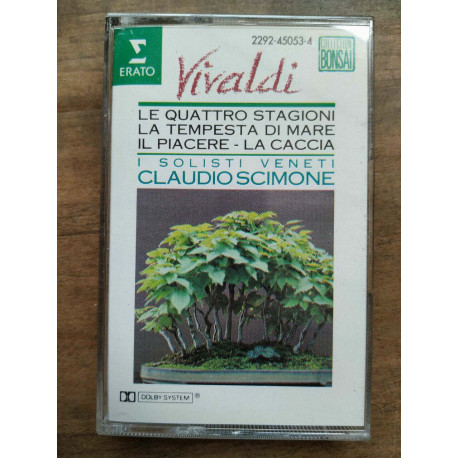 2292-45053-4
ERATO
Vivaldi
COLLECTION
BONSAI
LE QUATTRO STAGIONI
LA TEMPESTA DI MARE
IL PIACERE - LA CACCIA
I SOLISTI VENETI
CLAUDIO SCIMONE
DOLBY SYSTEM ®